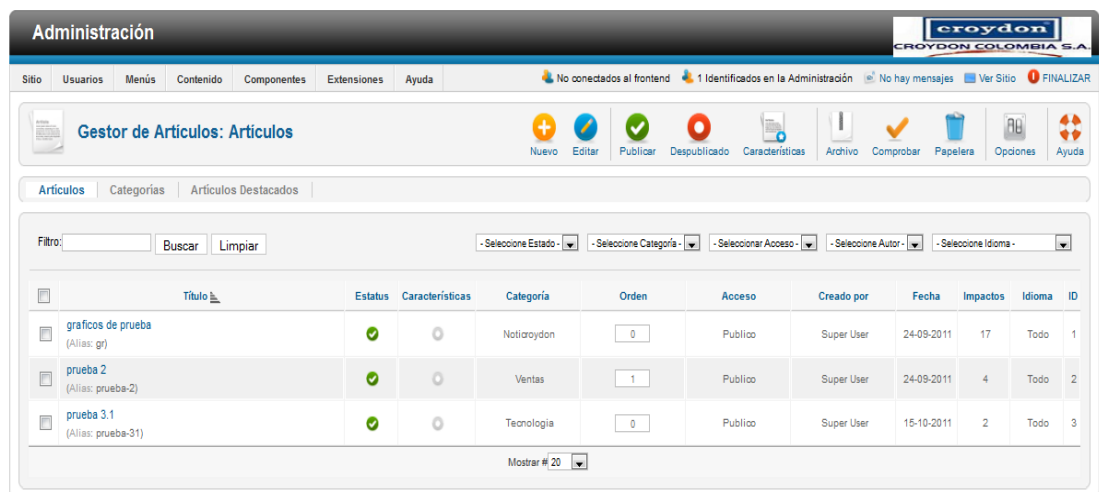 Administración
croydon
CROYDON COLOMBIA S.A.
Sitio Usuarios Menús Contenido Componentes Extensiones Ayuda No conectados al frontend 1 Identificados en la Administración No hay mensajes Ver Sitio FINALIZAR
Gestor de Artículos: Artículos
Nuevo Editar Publicar Despublicado Características Archivo Comprobar Papelera Opciones Ayuda
Artículos Categorías Artículos Destacados
Filtro: Buscar Limpiar - Seleccione Estado - - Seleccione Categoría - - Seleccionar Acceso - - Seleccione Autor - - Seleccione Idioma -
Título Estatus Características Categoría Orden Acceso Creado por Fecha Impactos Idioma ID
graficos de prueba
(Alias: gr)
Noticroydon 0 Publico Super User 24-09-2011 17 Todo 1
prueba 2
(Alias: prueba-2)
Ventas 1 Publico Super User 24-09-2011 4 Todo 2
prueba 3.1
(Alias: prueba-31)
Tecnologia 0 Publico Super User 15-10-2011 2 Todo 3
Mostrar # 20